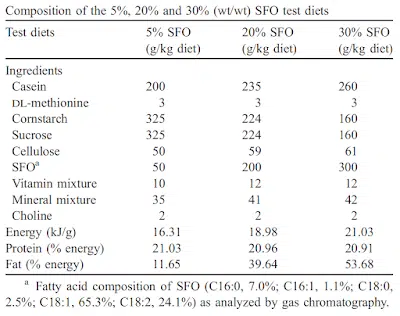 Composition of the 5%, 20% and 30% (wt/wt) SFO test diets
Test diets 5% SFO 20% SFO 30% SFO
(g/kg diet) (g/kg diet) (g/kg diet)
Ingredients
Casein 200 235 260
DL-methionine 3 3 3
Cornstarch 325 224 160
Sucrose 325 224 160
Cellulose 50 59 61
SFOa 50 200 300
Vitamin mixture 10 12 12
Mineral mixture 35 41 42
Choline 2 2 2
Energy (kJ/g) 16.31 18.98 21.03
Protein (% energy) 21.03 20.96 20.91
Fat (% energy) 11.65 39.64 53.68
a Fatty acid composition of SFO (C16:0, 7.0%; C16:1, 1.1%; C18:0,
2.5%; C18:1, 65.3%; C18:2, 24.1%) as analyzed by gas chromatography.